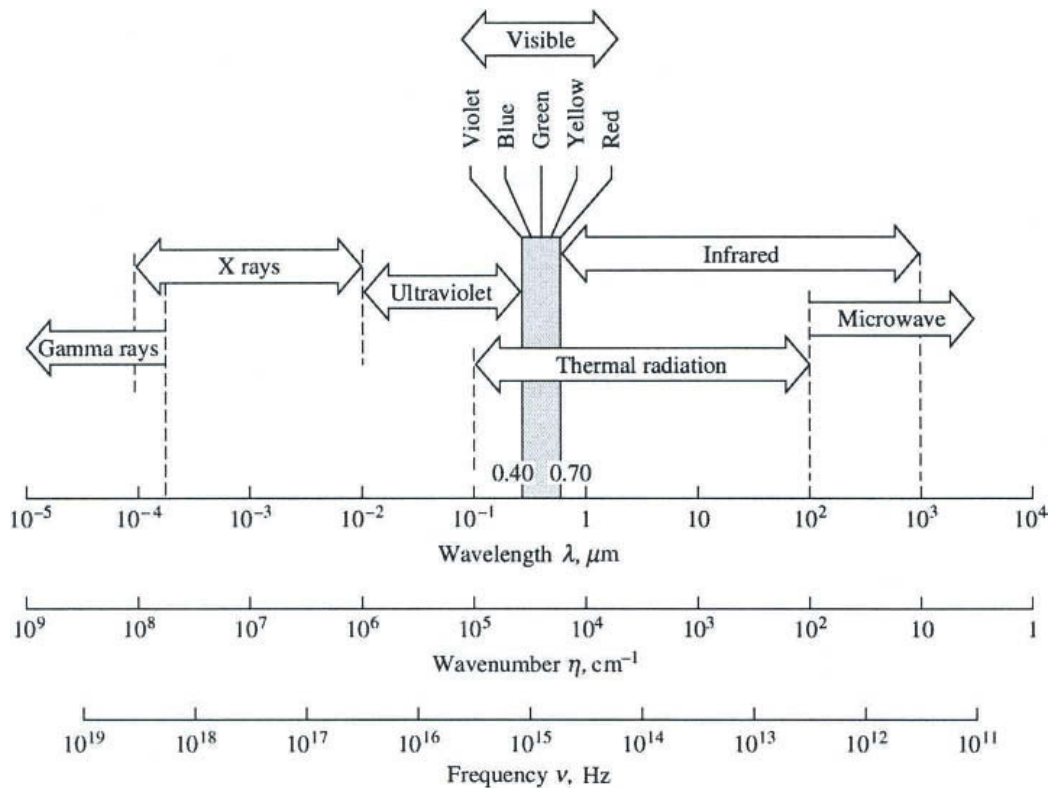 Visible
Violet
Blue
Green
Yellow
Red
X rays
Infrared
Ultraviolet
Microwave
Gamma rays
Thermal radiation
0.40 0.70
10⁻⁵ 10⁻⁴ 10⁻³ 10⁻² 10⁻¹ 1 10 10² 10³ 10⁴
Wavelength λ, μm
10⁹ 10⁸ 10⁷ 10⁶ 10⁵ 10⁴ 10³ 10² 10 1
Wavenumber η, cm⁻¹
10¹⁹ 10¹⁸ 10¹⁷ 10¹⁶ 10¹⁵ 10¹⁴ 10¹³ 10¹² 10¹¹
Frequency ν, Hz